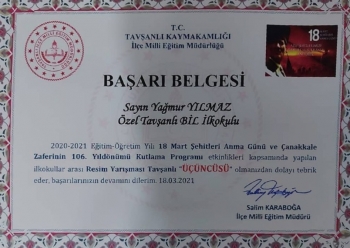 T.C.
TAVŞANLI KAYMAKAMLIĞI
İlçe Milli Eğitim Müdürlüğü
18
BAŞARI BELGESİ
Sayın Yağmur YILMAZ
Özel Tavşanlı BİL İlkokulu
2020-2021 Eğitim-Öğretim Yılı 18 Mart Şehitleri Anma Günü ve Çanakkale
Zaferinin 106. Yıldönümü Kutlama Programı etkinlikleri kapsamında yapılan
ilkokullar arası Resim Yarışması Tavşanlı "ÜÇÜNCÜSÜ" olmanızdan dolayı tebrik
eder, başarılarınızın devamını dilerim. 18.03.2021
Salim KARABOĞA
İlçe Milli Eğitim Müdürü